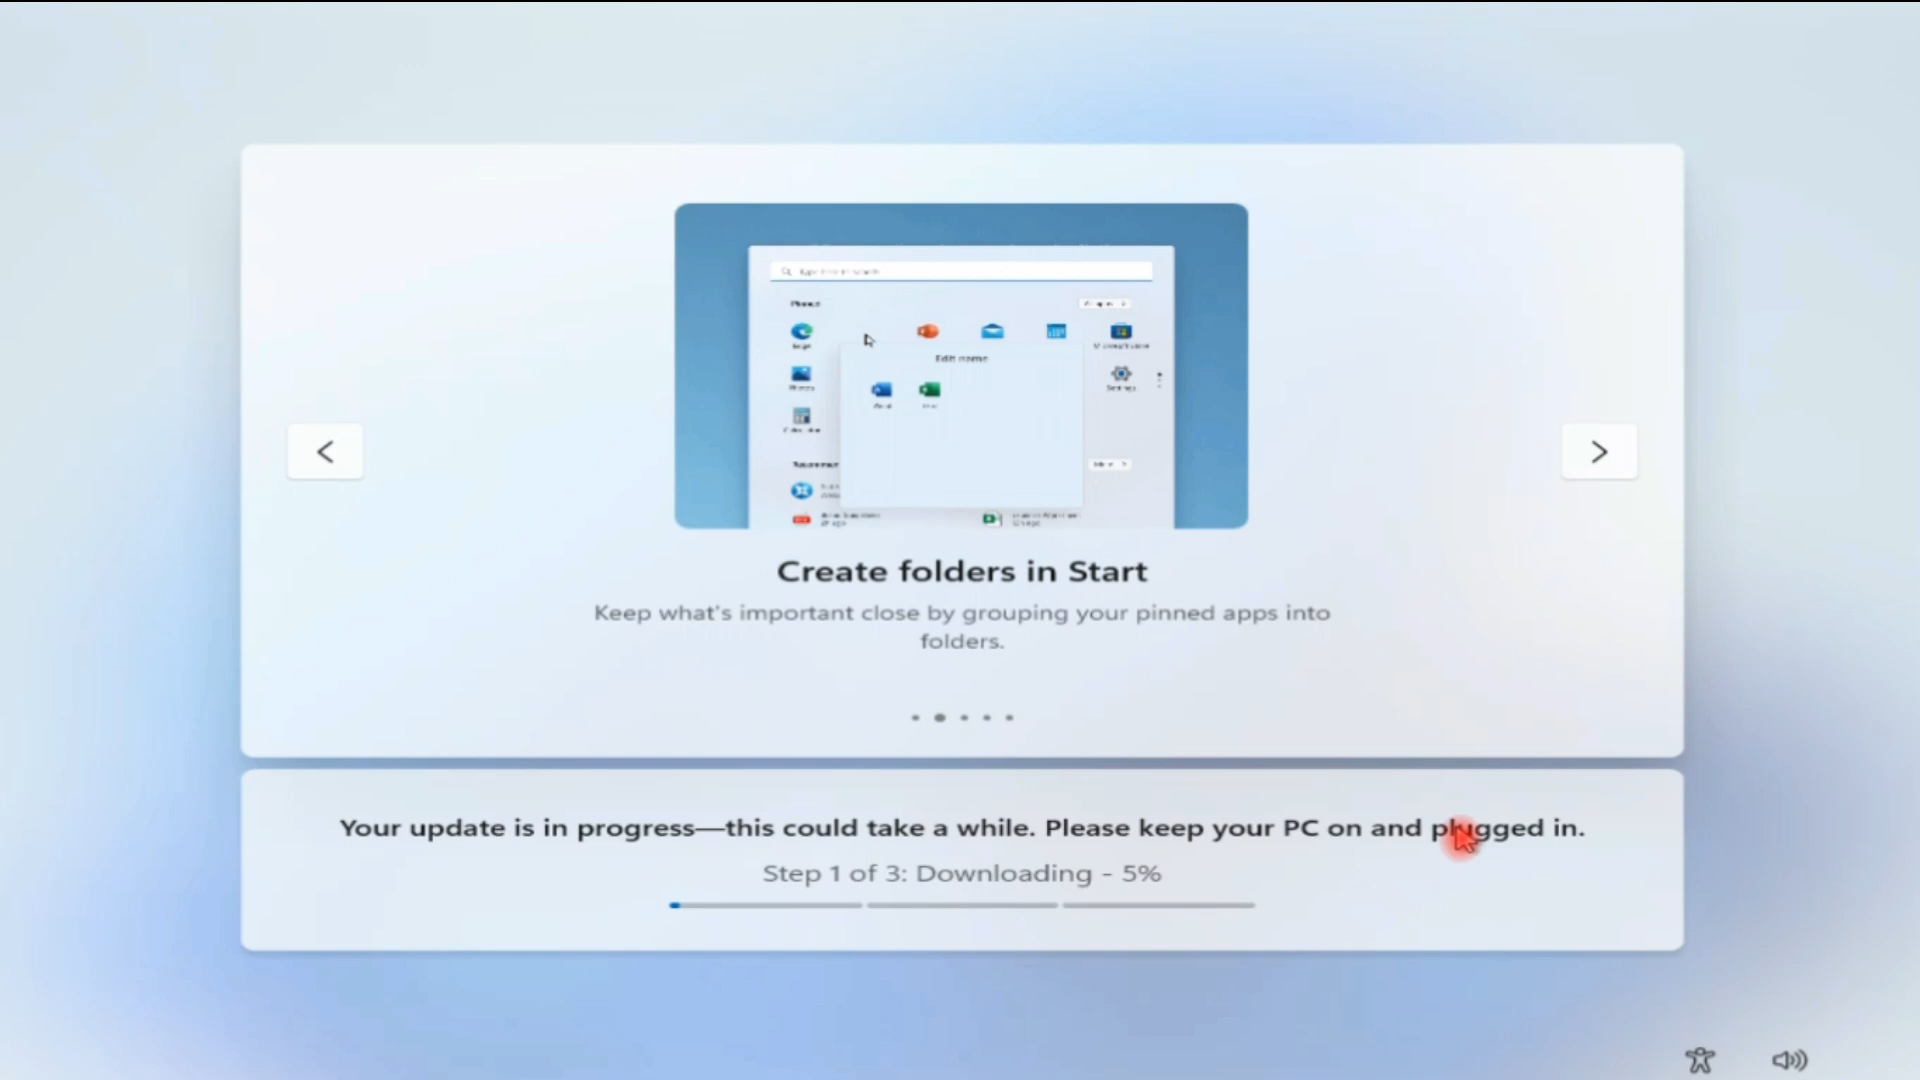 Edit name
Create folders in Start
Keep what's important close by grouping your pinned apps into
folders.
Your update is in progress—this could take a while. Please keep your PC on and plugged in.
Step 1 of 3: Downloading - 5%